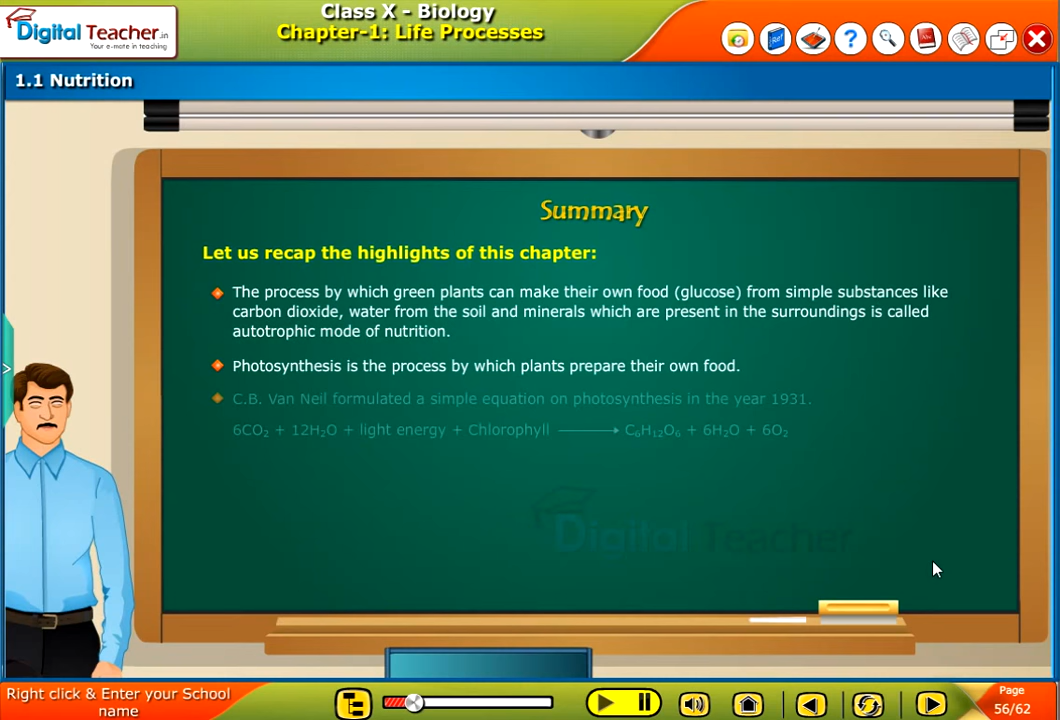 Digital Teacher.in
Your e-mate in teaching
Class X - Biology
Chapter-1: Life Processes
Ref
Abc
1.1 Nutrition
Summary
Let us recap the highlights of this chapter:
The process by which green plants can make their own food (glucose) from simple substances like
carbon dioxide, water from the soil and minerals which are present in the surroundings is called
autotrophic mode of nutrition.
Photosynthesis is the process by which plants prepare their own food.
C.B. Van Neil formulated a simple equation on photosynthesis in the year 1931.
6CO₂ + 12H₂O + light energy + Chlorophyll ⟶ C₆H₁₂O₆ + 6H₂O + 6O₂
Digital Teacher
Right click & Enter your School
name
Page
56/62